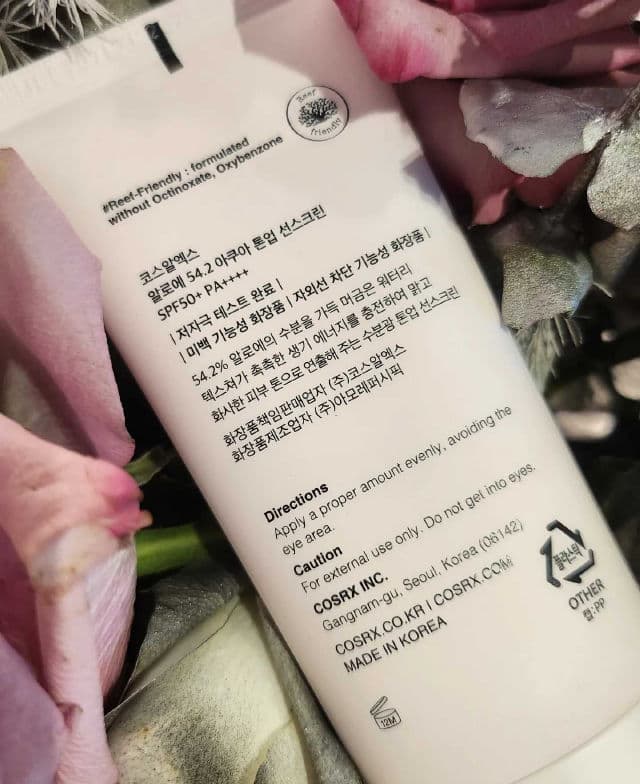 Reef
friendly
#Reef-Friendly : formulated
without Octinoxate, Oxybenzone
코스알엑스
알로에 54.2 아쿠아 톤업 선스크린
SPF50+ PA++++
| 저자극 테스트 완료 |
| 미백 기능성 화장품 | 자외선 차단 기능성 화장품 |
54.2% 알로에의 수분을 가득 머금은 워터리
텍스쳐가 촉촉한 생기 에너지를 충전하여 맑고
화사한 피부 톤으로 연출해 주는 수분광 톤업 선스크린
화장품책임판매업자 (주)코스알엑스
화장품제조업자 (주)아모레퍼시픽
Directions
Apply a proper amount evenly, avoiding the
eye area.
Caution
For external use only. Do not get into eyes.
COSRX INC.
Gangnam-gu, Seoul, Korea (06142)
COSRX.CO.KR I COSRX.COM
MADE IN KOREA
플라스틱
OTHER
캡:PP
12M